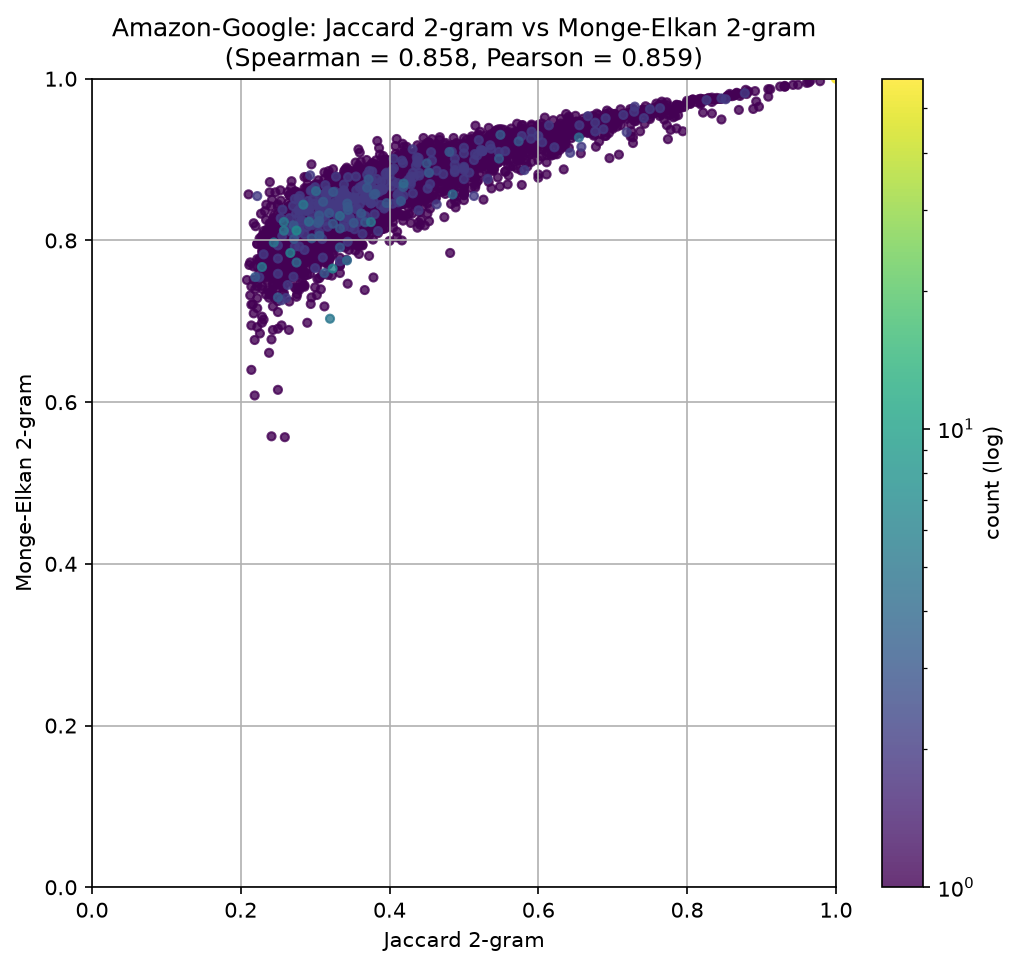 Amazon-Google: Jaccard 2-gram vs Monge-Elkan 2-gram
(Spearman = 0.858, Pearson = 0.859)
1.0
0.8
0.6
0.4
0.2
0.0
Monge-Elkan 2-gram
0.0 0.2 0.4 0.6 0.8 1.0
Jaccard 2-gram
10¹
10⁰
count (log)